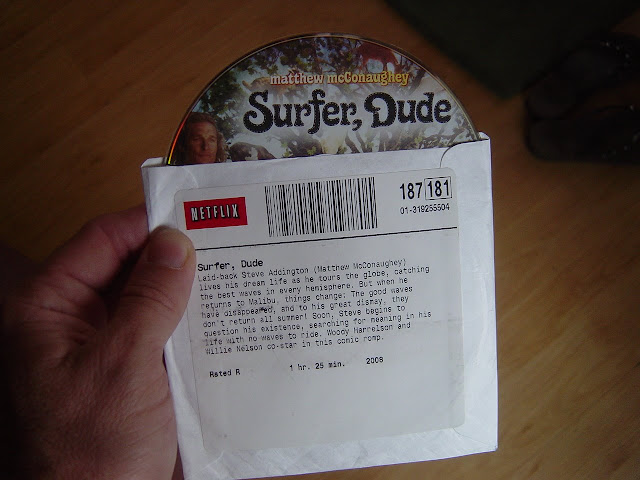 matthew mcConaughey
Surfer, Dude
NETFLIX
187 181
01-319255504
Surfer, Dude
Laid-back Steve Addington (Matthew McConaughey)
lives his dream life as he tours the globe, catching
the best waves in every hemisphere. But when he
returns to Malibu, things change: The good waves
have disappeared, and to his great dismay, they
don't return all summer! Soon, Steve begins to
question his existence, searching for meaning in his
life with no waves to ride. Woody Harrelson and
Willie Nelson co-star in this comic romp.
Rated R 1 hr. 25 min. 2008